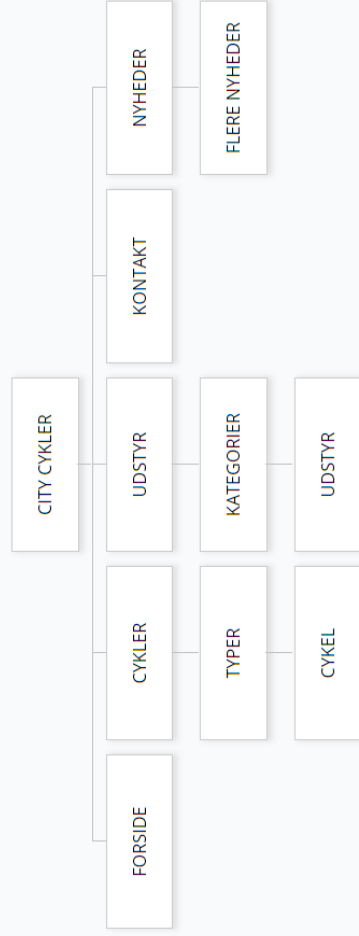 CITY CYKLER
FORSIDE
CYKLER
UDSTYR
KONTAKT
NYHEDER
TYPER
KATEGORIER
FLERE NYHEDER
CYKEL
UDSTYR